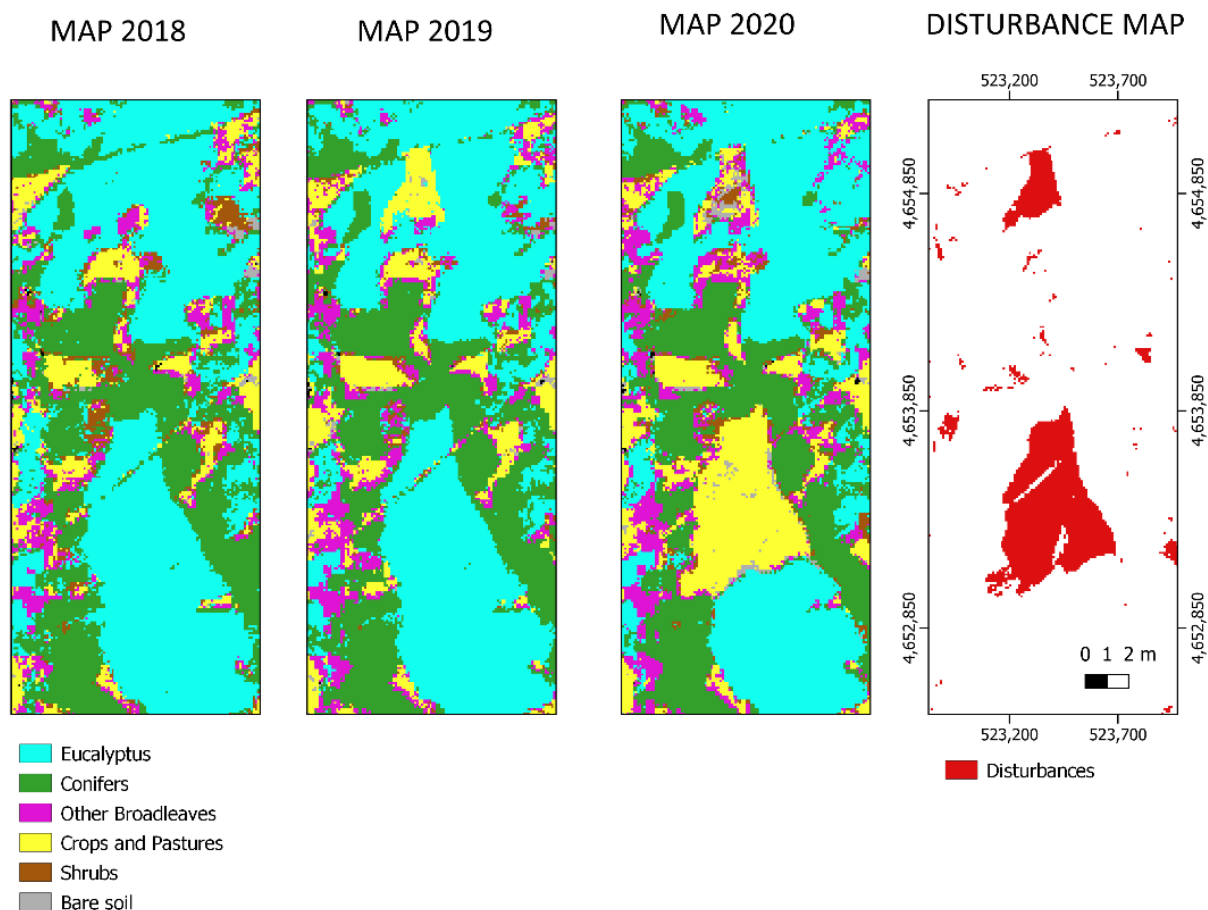 MAP 2018
MAP 2019
MAP 2020
DISTURBANCE MAP
523,200 523,700
4,654,850 4,654,850
4,653,850 4,653,850
4,652,850 4,652,850
0 1 2 m
523,200 523,700
Eucalyptus
Conifers
Other Broadleaves
Crops and Pastures
Shrubs
Bare soil
Disturbances